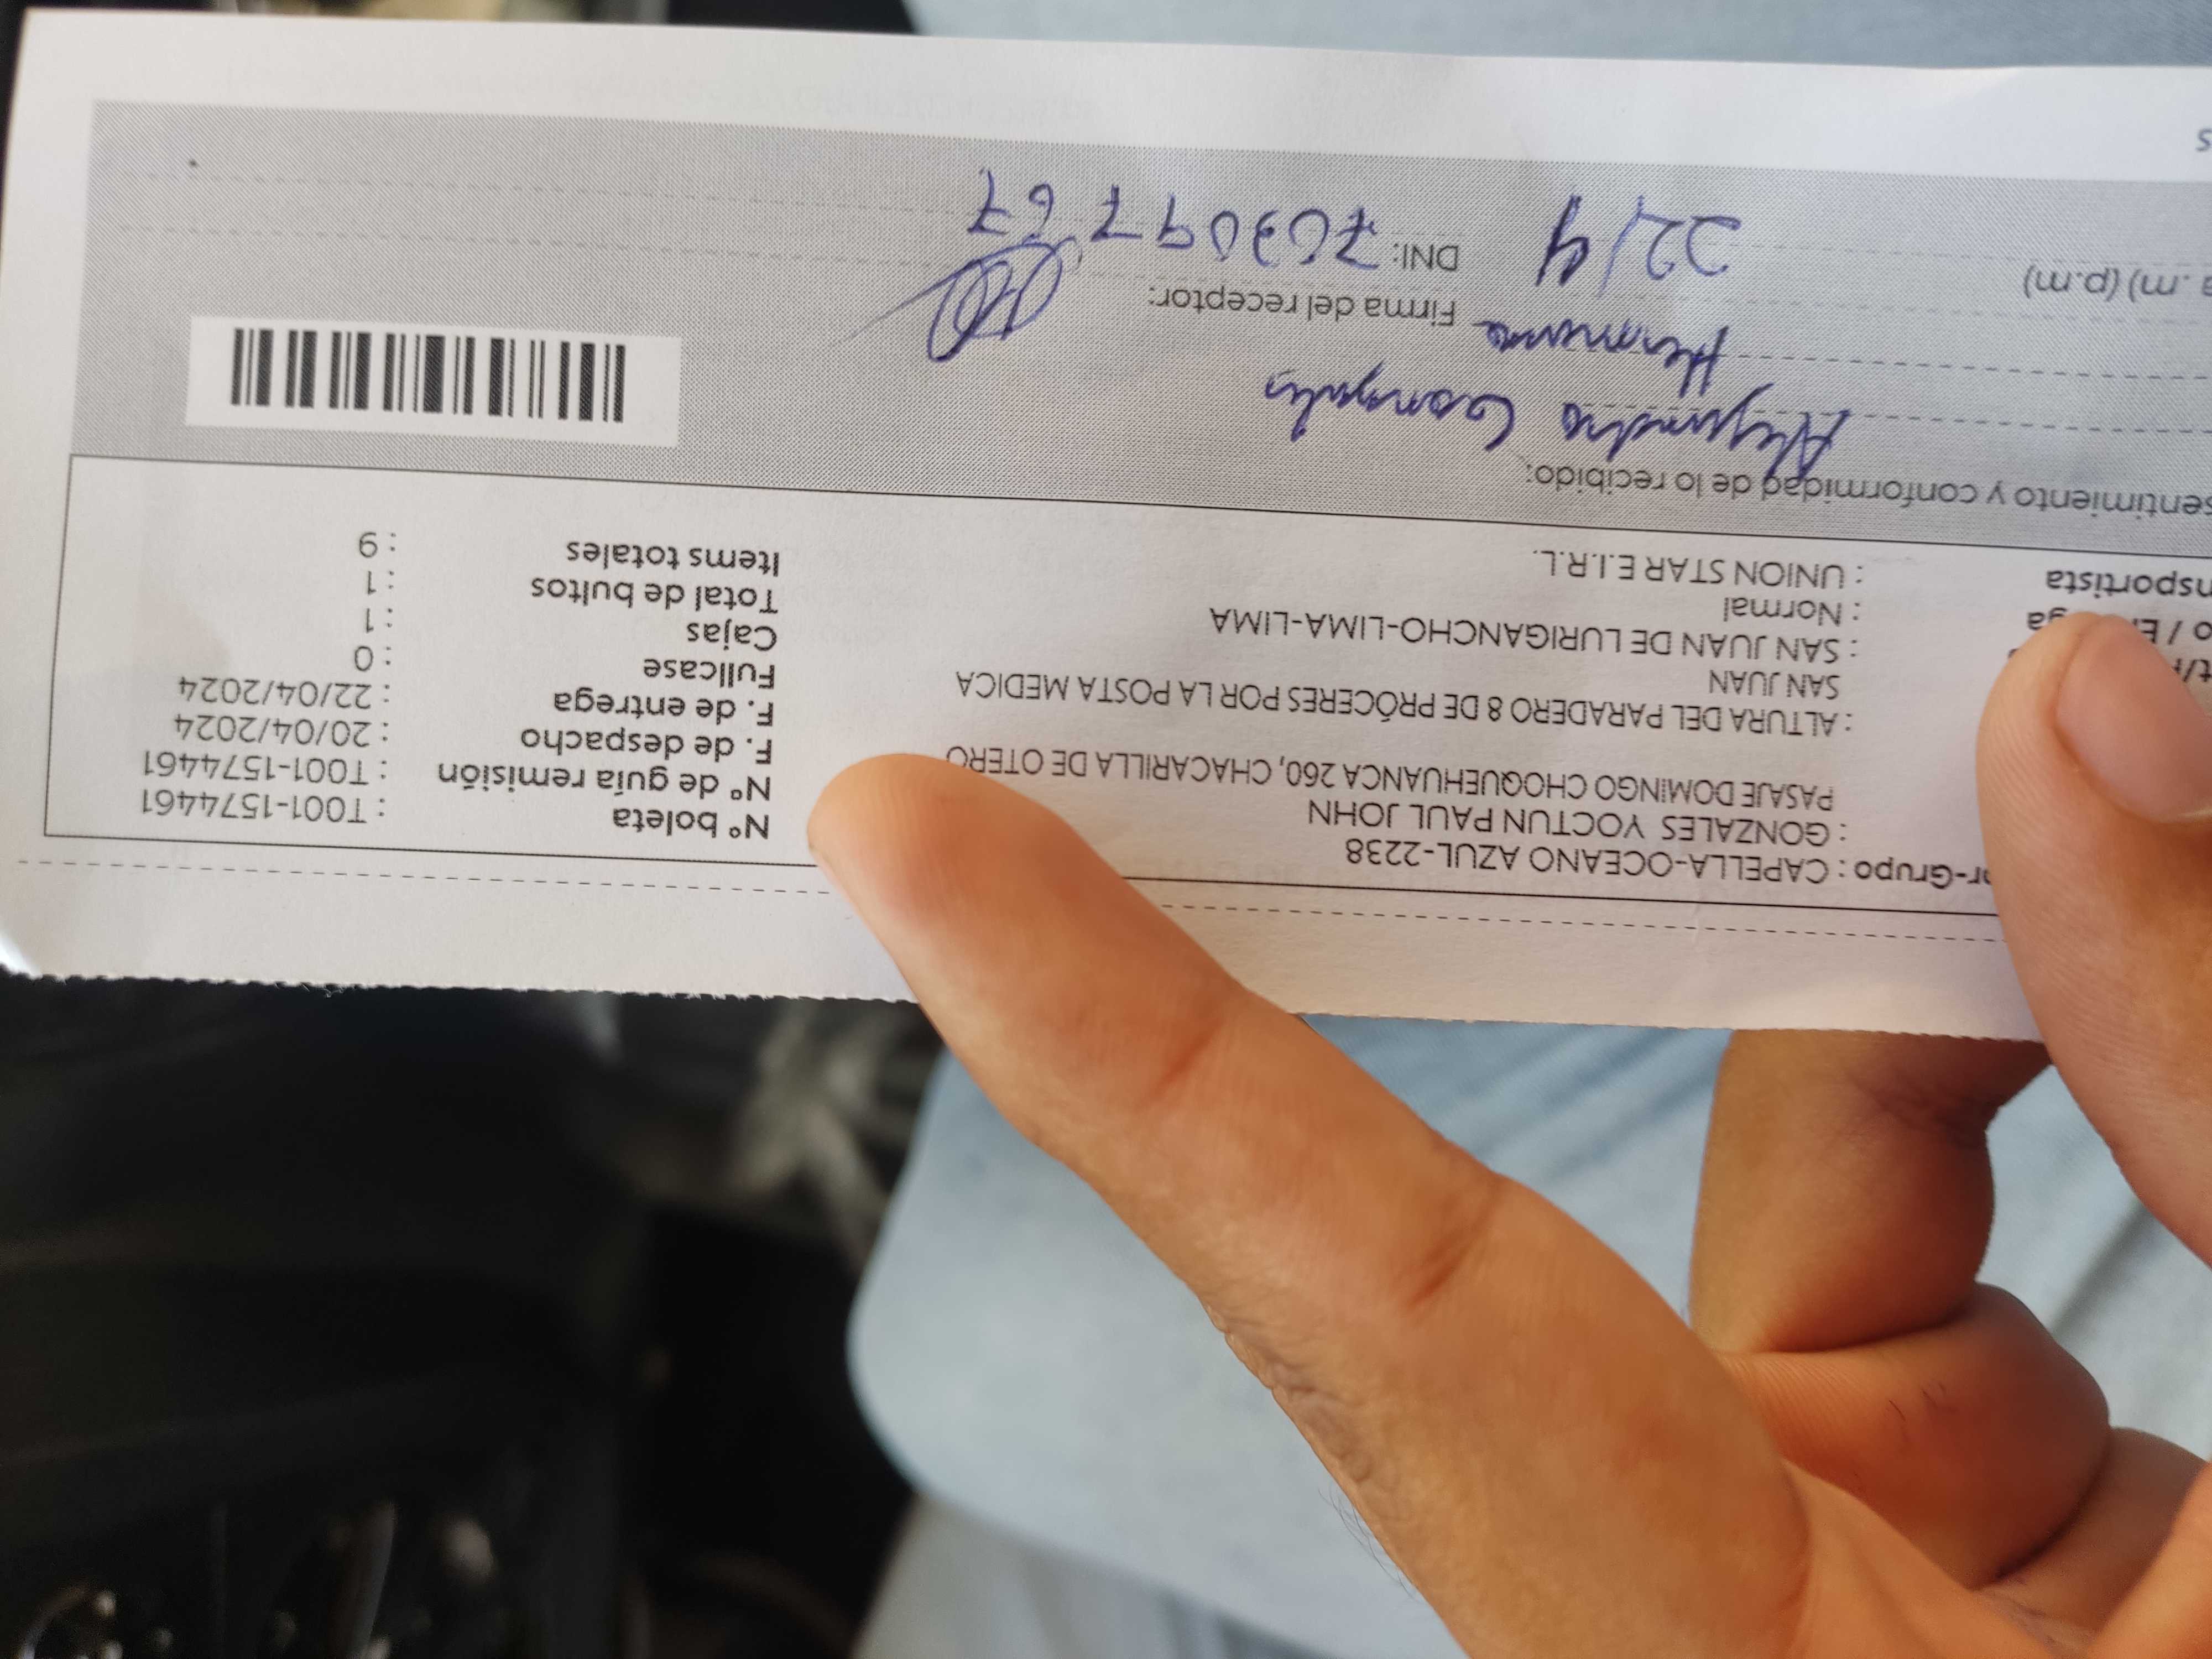 r-Grupo : CAPELLA-OCEANO AZUL-2238
: GONZALES YOCTUN PAUL JOHN
PASAJE DOMINGO CHOQUEHUANCA 260, CHACARILLA DE OTERO
: ALTURA DEL PARADERO 8 DE PRÓCERES POR LA POSTA MEDICA
SAN JUAN
: SAN JUAN DE LURIGANCHO-LIMA-LIMA
: Normal
nsportista : UNION STAR E.I.R.L.
N° boleta : T001-1574461
N° de guía remisión : T001-1574461
F. de despacho : 20/04/2024
F. de entrega : 22/04/2024
Fullcase : 0
Cajas : 1
Total de bultos : 1
Items totales : 9
sentimiento y conformidad de lo recibido:
Alejandro Gonzales
Hermano
Firma del receptor:
a.m) (p.m)
22/4
DNI: 70309767